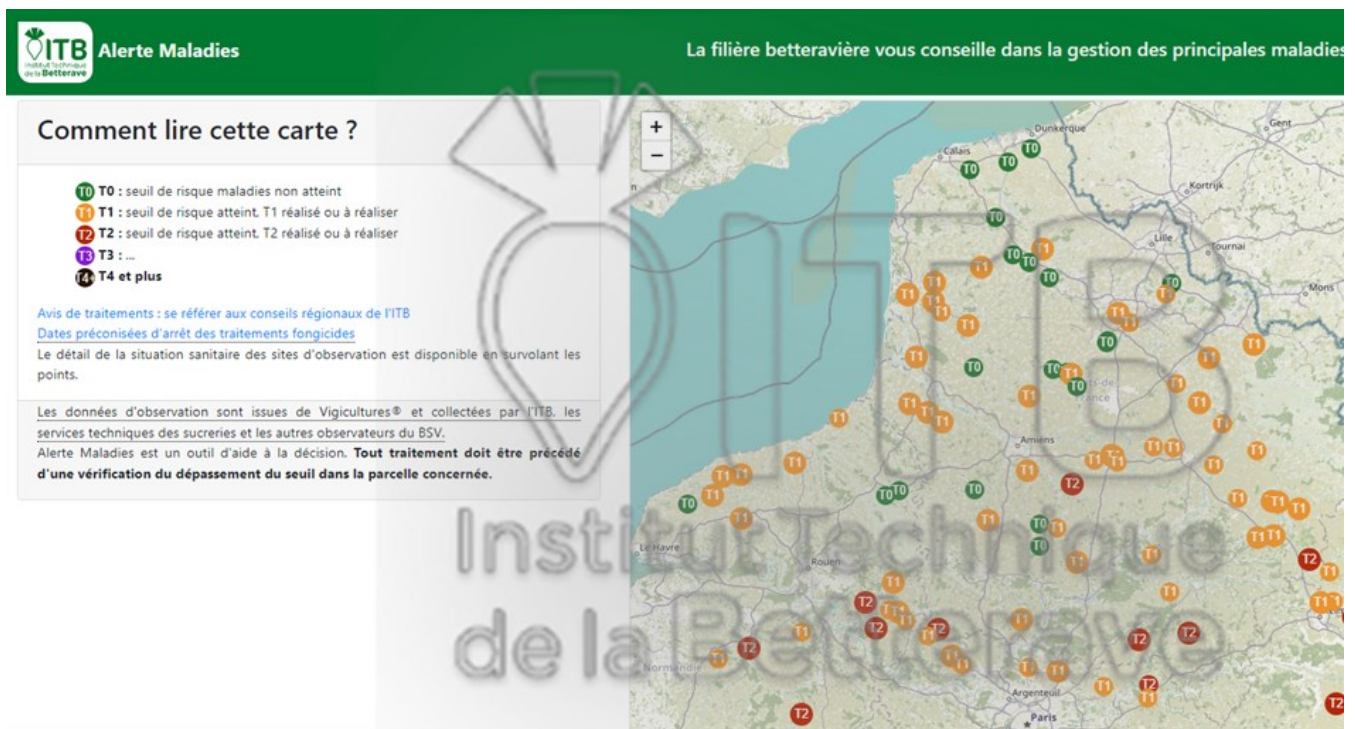 ITB
Institut Technique
de la Betterave
Alerte Maladies
La filière betteravière vous conseille dans la gestion des principales maladies
Comment lire cette carte ?
T0 T0 : seuil de risque maladies non atteint
T1 T1 : seuil de risque atteint, T1 réalisé ou à réaliser
T2 T2 : seuil de risque atteint, T2 réalisé ou à réaliser
T3 T3 : ...
T4+ T4 et plus
Avis de traitements : se référer aux conseils régionaux de l'ITB
Dates préconisées d'arrêt des traitements fongicides
Le détail de la situation sanitaire des sites d'observation est disponible en survolant les
points.
Les données d'observation sont issues de Vigicultures® et collectées par l'ITB, les
services techniques des sucreries et les autres observateurs du BSV.
Alerte Maladies est un outil d'aide à la décision. Tout traitement doit être précédé
d'une vérification du dépassement du seuil dans la parcelle concernée.
+
−
Dunkerque
Gent
Calais
Kortrijk
Lille
Tournai
Mons
France
Amiens
Le Havre
Rouen
Normandie
Argenteuil
Paris
ITB
Institut Technique
de la Betterave